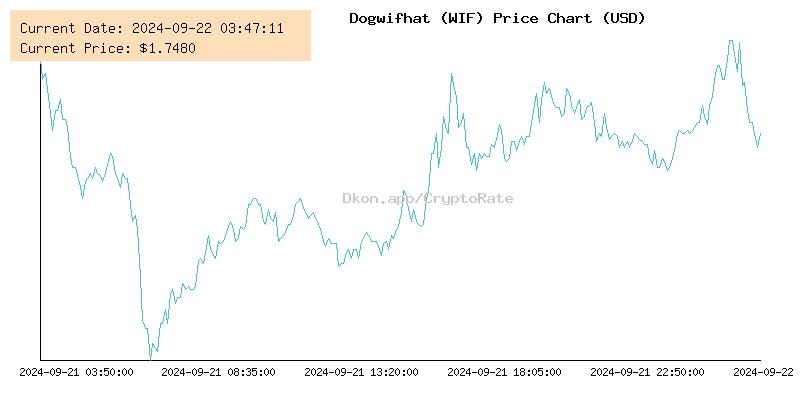 Dogwifhat (WIF) Price Chart (USD)
Current Date: 2024-09-22 03:47:11
Current Price: $1.7480
Dkon.app/CryptoRate
2024-09-21 03:50:00 2024-09-21 08:35:00 2024-09-21 13:20:00 2024-09-21 18:05:00 2024-09-21 22:50:00 2024-09-22